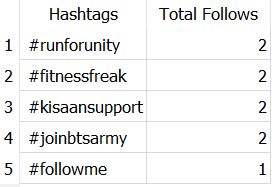 Hashtags Total Follows
1 #runforunity 2
2 #fitnessfreak 2
3 #kisaansupport 2
4 #joinbtsarmy 2
5 #followme 1